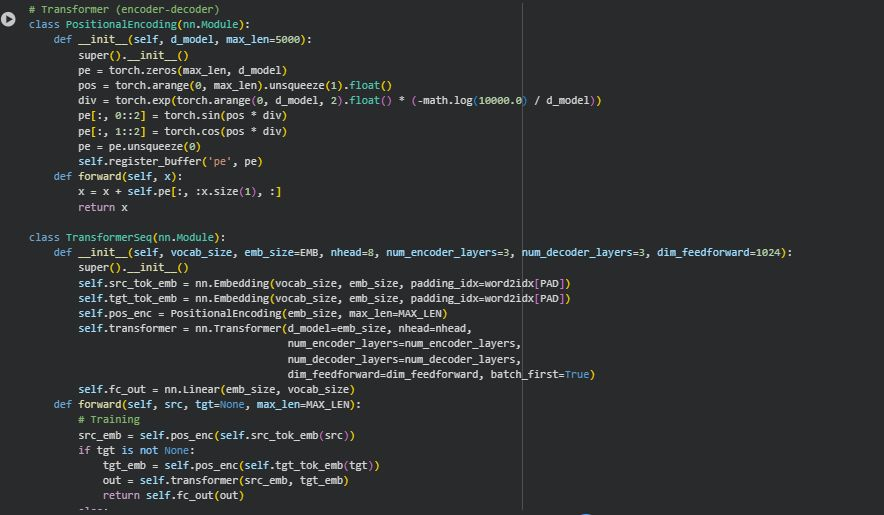 # Transformer (encoder-decoder)
class PositionalEncoding(nn.Module):
    def __init__(self, d_model, max_len=5000):
        super().__init__()
        pe = torch.zeros(max_len, d_model)
        pos = torch.arange(0, max_len).unsqueeze(1).float()
        div = torch.exp(torch.arange(0, d_model, 2).float() * (-math.log(10000.0) / d_model))
        pe[:, 0::2] = torch.sin(pos * div)
        pe[:, 1::2] = torch.cos(pos * div)
        pe = pe.unsqueeze(0)
        self.register_buffer('pe', pe)
    def forward(self, x):
        x = x + self.pe[:, :x.size(1), :]
        return x

class TransformerSeq(nn.Module):
    def __init__(self, vocab_size, emb_size=EMB, nhead=8, num_encoder_layers=3, num_decoder_layers=3, dim_feedforward=1024):
        super().__init__()
        self.src_tok_emb = nn.Embedding(vocab_size, emb_size, padding_idx=word2idx[PAD])
        self.tgt_tok_emb = nn.Embedding(vocab_size, emb_size, padding_idx=word2idx[PAD])
        self.pos_enc = PositionalEncoding(emb_size, max_len=MAX_LEN)
        self.transformer = nn.Transformer(d_model=emb_size, nhead=nhead,
                                          num_encoder_layers=num_encoder_layers,
                                          num_decoder_layers=num_decoder_layers,
                                          dim_feedforward=dim_feedforward, batch_first=True)
        self.fc_out = nn.Linear(emb_size, vocab_size)
    def forward(self, src, tgt=None, max_len=MAX_LEN):
        # Training
        src_emb = self.pos_enc(self.src_tok_emb(src))
        if tgt is not None:
            tgt_emb = self.pos_enc(self.tgt_tok_emb(tgt))
            out = self.transformer(src_emb, tgt_emb)
            return self.fc_out(out)